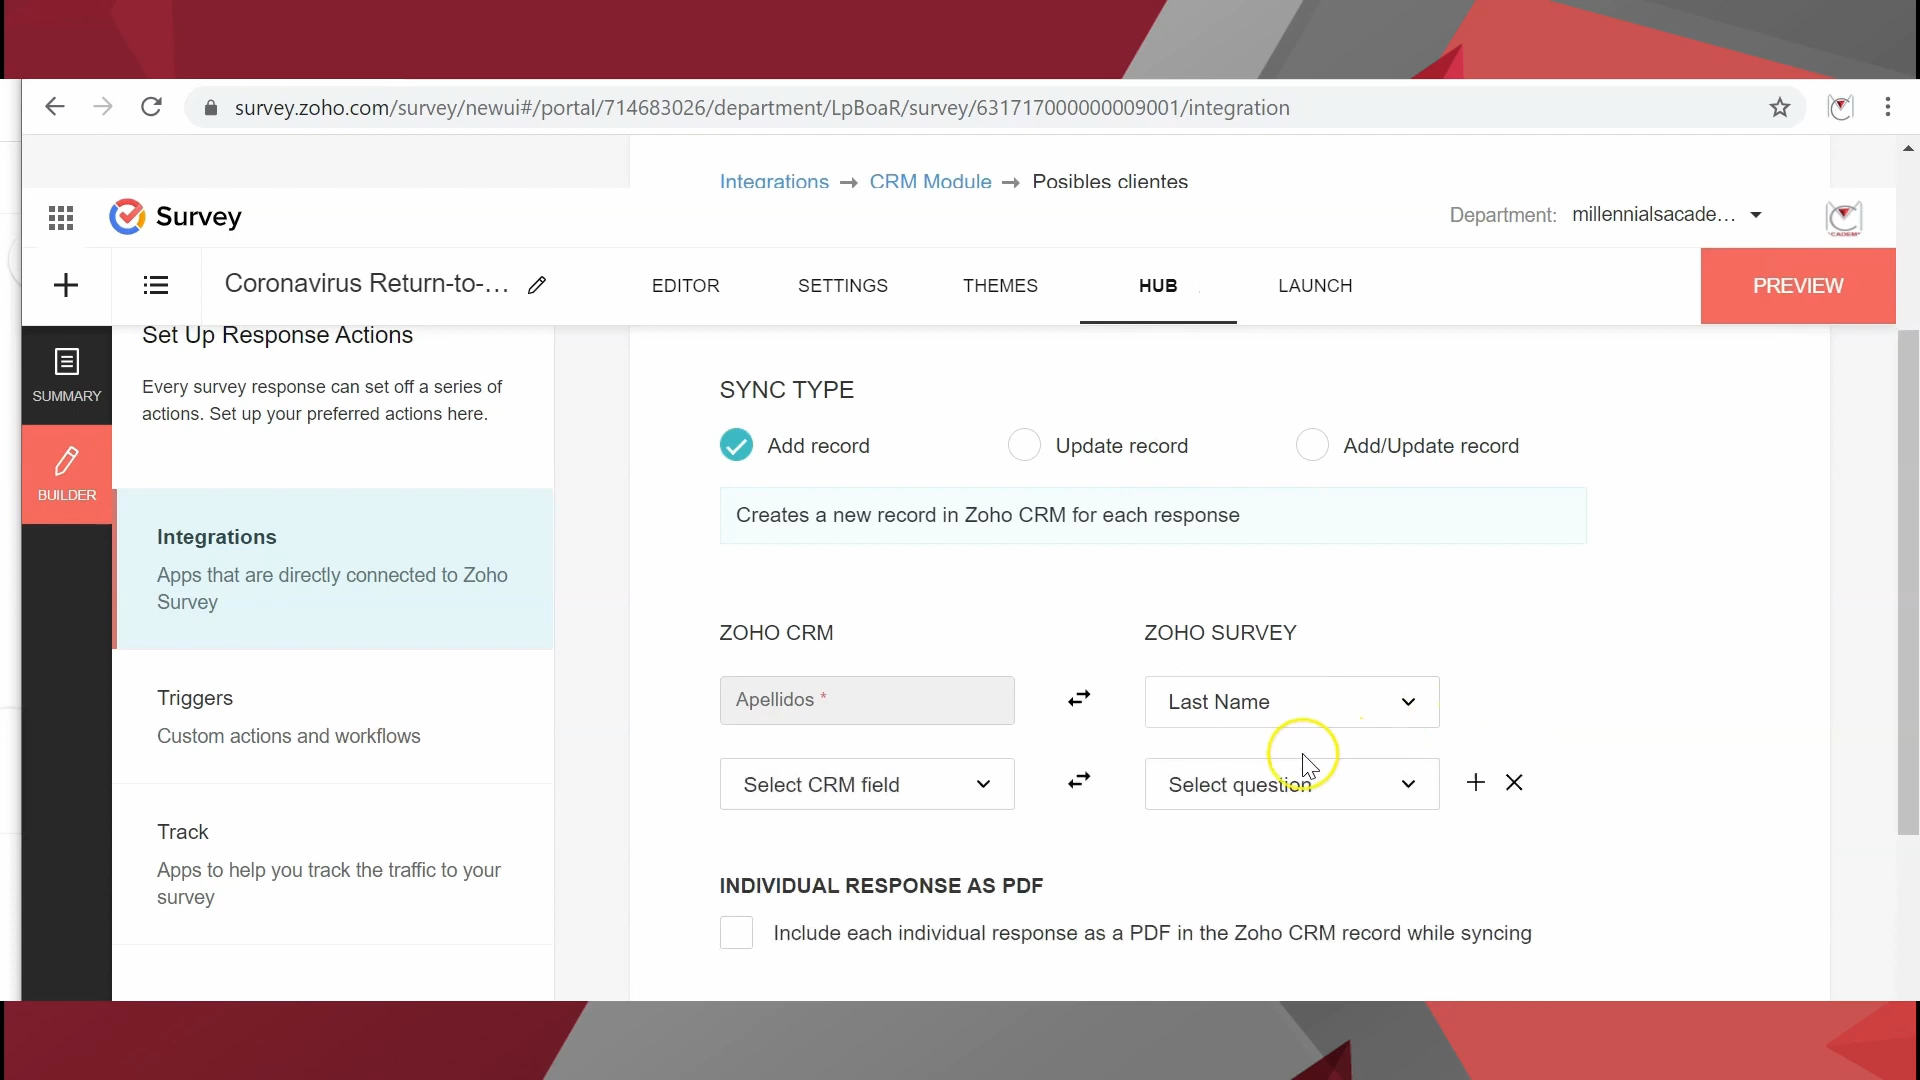 survey.zoho.com/survey/newui#/portal/714683026/department/LpBoaR/survey/631717000000009001/integration
Integrations → CRM Module → Posibles clientes
Survey
Department: millennialsacade...
Coronavirus Return-to-...
EDITOR
SETTINGS
THEMES
HUB
LAUNCH
PREVIEW
SUMMARY
BUILDER
Set Up Response Actions
Every survey response can set off a series of
actions. Set up your preferred actions here.
Integrations
Apps that are directly connected to Zoho
Survey
Triggers
Custom actions and workflows
Track
Apps to help you track the traffic to your
survey
SYNC TYPE
Add record
Update record
Add/Update record
Creates a new record in Zoho CRM for each response
ZOHO CRM
ZOHO SURVEY
Apellidos *
Last Name
Select CRM field
Select question
INDIVIDUAL RESPONSE AS PDF
Include each individual response as a PDF in the Zoho CRM record while syncing